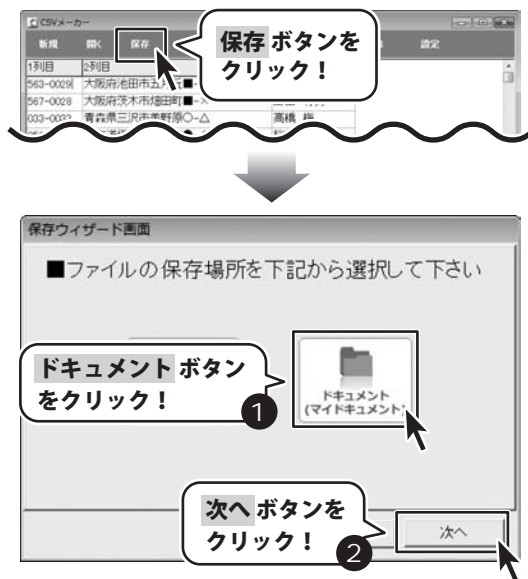 CSVメーカー
新規 開く 保存 設定
保存 ボタンを
クリック！
1列目 2列目
563-0029 大阪府池田市五月丘■-
567-0028 大阪府茨木市畑田町■-×
033-0033 青森県三沢市美野原○-△ 高橋 梅
保存ウィザード画面
■ファイルの保存場所を下記から選択して下さい
ドキュメント ボタン
をクリック！
1
ドキュメント
(マイドキュメント)
次へ ボタンを
クリック！
2
次へ